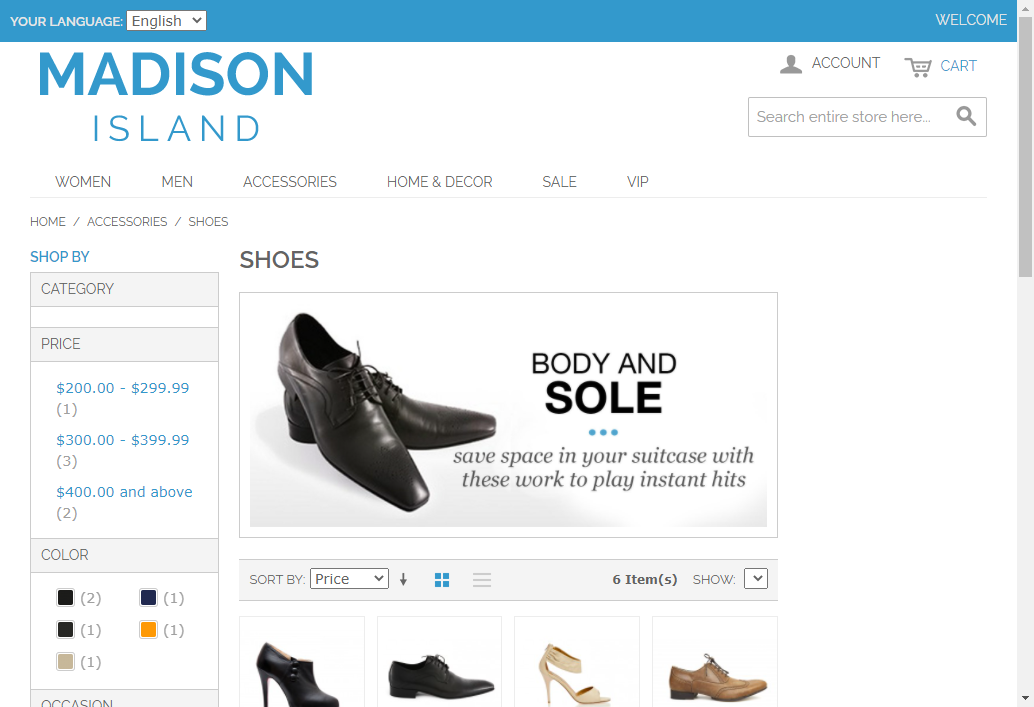 YOUR LANGUAGE: English
WELCOME
MADISON
ISLAND
ACCOUNT
CART
Search entire store here...
WOMEN MEN ACCESSORIES HOME & DECOR SALE VIP
HOME / ACCESSORIES / SHOES
SHOP BY
CATEGORY
PRICE
$200.00 - $299.99
(1)
$300.00 - $399.99
(3)
$400.00 and above
(2)
COLOR
(2) (1)
(1) (1)
(1)
OCCASION
SHOES
BODY AND
SOLE
save space in your suitcase with
these work to play instant hits
SORT BY: Price 6 Item(s) SHOW: